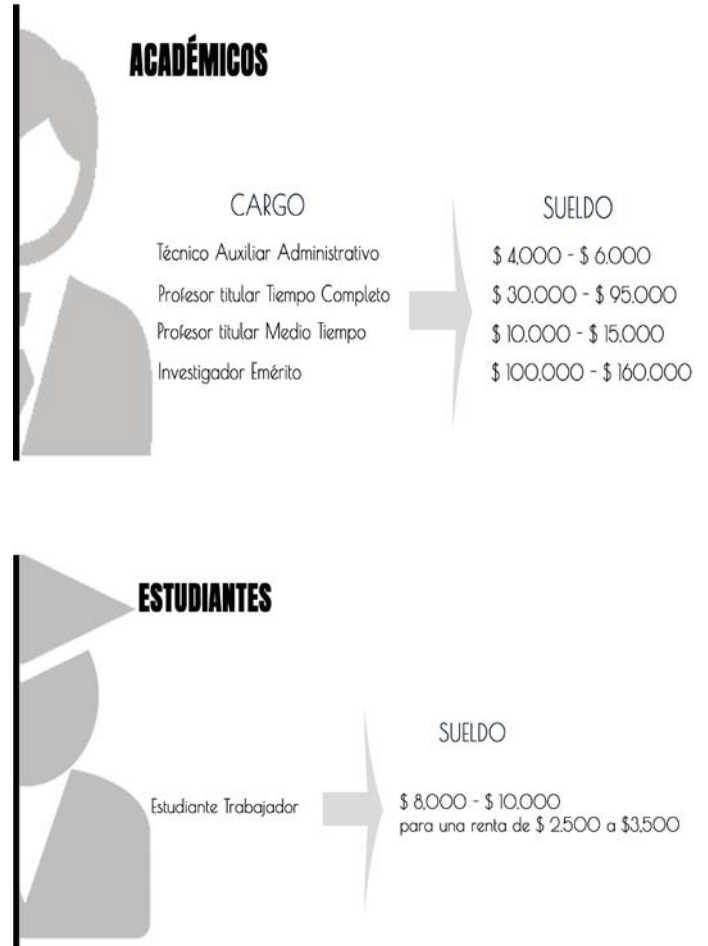 ACADÉMICOS
CARGO
SUELDO
Técnico Auxiliar Administrativo
$ 4,000 - $ 6.000
Profesor titular Tiempo Completo
$ 30.000 - $ 95.000
Profesor titular Medio Tiempo
$ 10.000 - $ 15.000
Investigador Emérito
$ 100.000 - $ 160.000
ESTUDIANTES
SUELDO
Estudiante Trabajador
$ 8,000 - $ 10.000
para una renta de $ 2.500 a $3,500